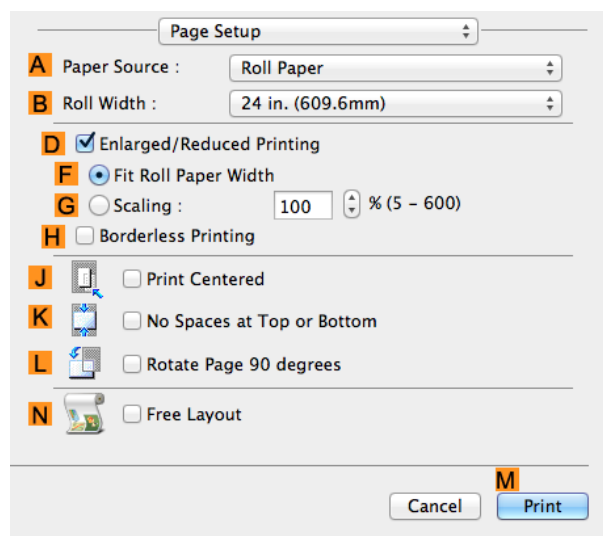 Page Setup
A Paper Source : Roll Paper
B Roll Width : 24 in. (609.6mm)
D Enlarged/Reduced Printing
F Fit Roll Paper Width
G Scaling : 100 % (5 – 600)
H Borderless Printing
J Print Centered
K No Spaces at Top or Bottom
L Rotate Page 90 degrees
N Free Layout
M
Cancel Print